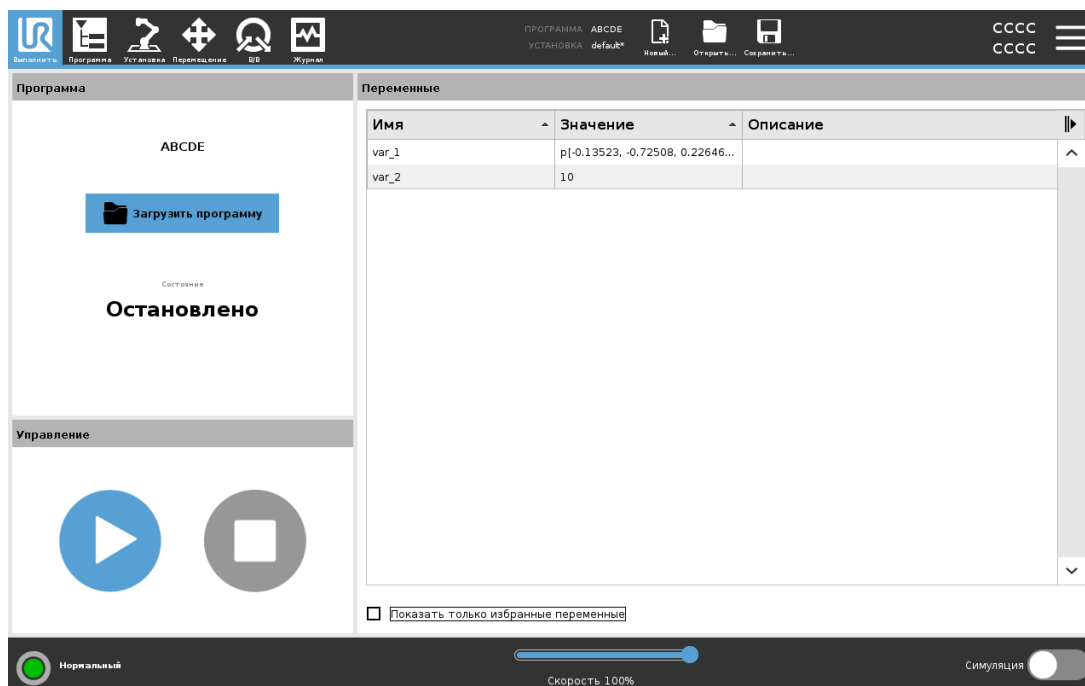 ПРОГРАММА ABCDE
УСТАНОВКА default*
CCCC
CCCC
Выполнить Программа Установка Перемещение В/В Журнал
Новый... Открыть... Сохранить...
Программа
ABCDE
Загрузить программу
Состояние
Остановлено
Управление
Переменные
Имя Значение Описание
var_1 p[-0.13523, -0.72508, 0.22646...
var_2 10
Показать только избранные переменные
Нормальный
Скорость 100%
Симуляция